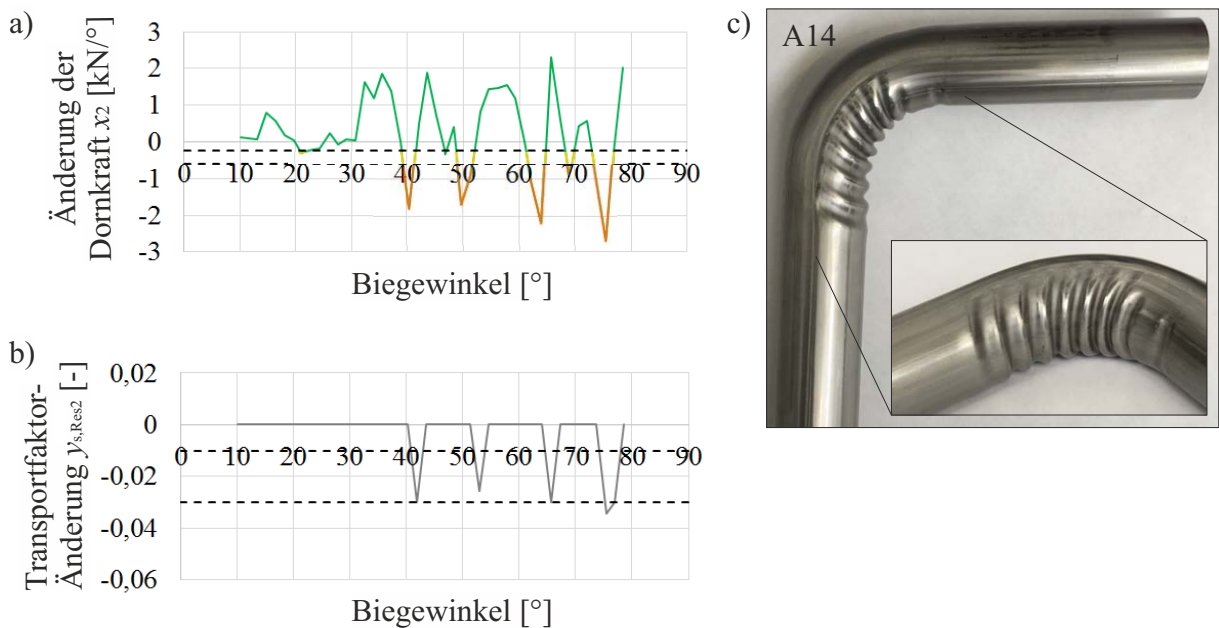 a)
Änderung der
Dornkraft x2 [kN/°]
3
2
1
0
-1
-2
-3
0 10 20 30 40 50 60 70 80 90
Biegewinkel [°]
b)
Transportfaktor-
Änderung ys,Res2 [-]
0,02
0
-0,02
-0,04
-0,06
0 10 20 30 40 50 60 70 80 90
Biegewinkel [°]
c)
A14